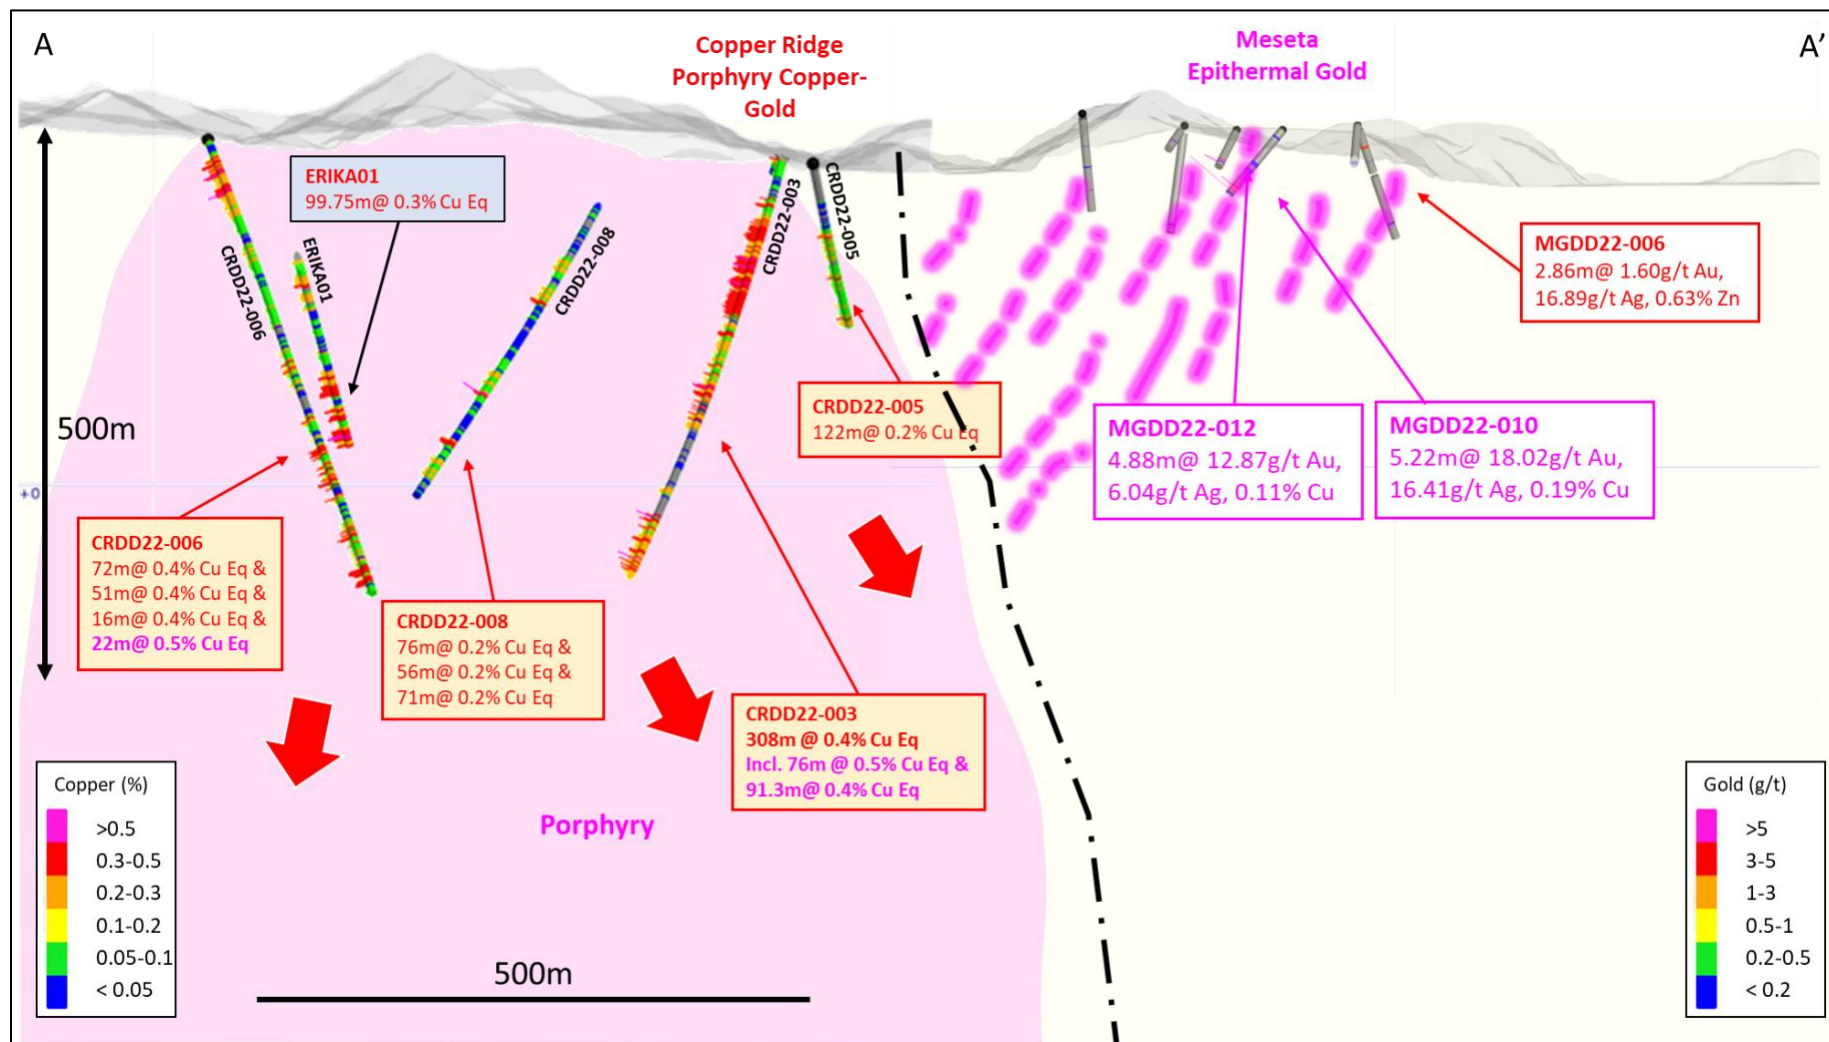 A
Copper Ridge
Porphyry Copper-
Gold
Meseta
Epithermal Gold
A’
ERIKA01
99.75m@ 0.3% Cu Eq
CRDD22-006
ERIKA01
CRDD22-008
CRDD22-003
CRDD22-005
MGDD22-006
2.86m@ 1.60g/t Au,
16.89g/t Ag, 0.63% Zn
500m
+0
CRDD22-005
122m@ 0.2% Cu Eq
MGDD22-012
4.88m@ 12.87g/t Au,
6.04g/t Ag, 0.11% Cu
MGDD22-010
5.22m@ 18.02g/t Au,
16.41g/t Ag, 0.19% Cu
CRDD22-006
72m@ 0.4% Cu Eq &
51m@ 0.4% Cu Eq &
16m@ 0.4% Cu Eq &
22m@ 0.5% Cu Eq
CRDD22-008
76m@ 0.2% Cu Eq &
56m@ 0.2% Cu Eq &
71m@ 0.2% Cu Eq
CRDD22-003
308m @ 0.4% Cu Eq
Incl. 76m @ 0.5% Cu Eq &
91.3m@ 0.4% Cu Eq
Porphyry
Copper (%)
>0.5
0.3-0.5
0.2-0.3
0.1-0.2
0.05-0.1
< 0.05
500m
Gold (g/t)
>5
3-5
1-3
0.5-1
0.2-0.5
< 0.2